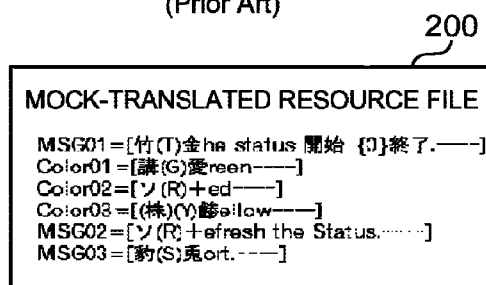 (Prior Art)
200
MOCK-TRANSLATED RESOURCE FILE
MSG01=[竹(T)金he status 開始 {0}終了.----]
Color01=[講(G)愛reen----]
Color02=[ソ(R)+ed----]
Color03=[(株)(Y)鯵ellow----]
MSG02=[ソ(R)+efresh the Status.------]
MSG03=[豹(S)兎ort.----]